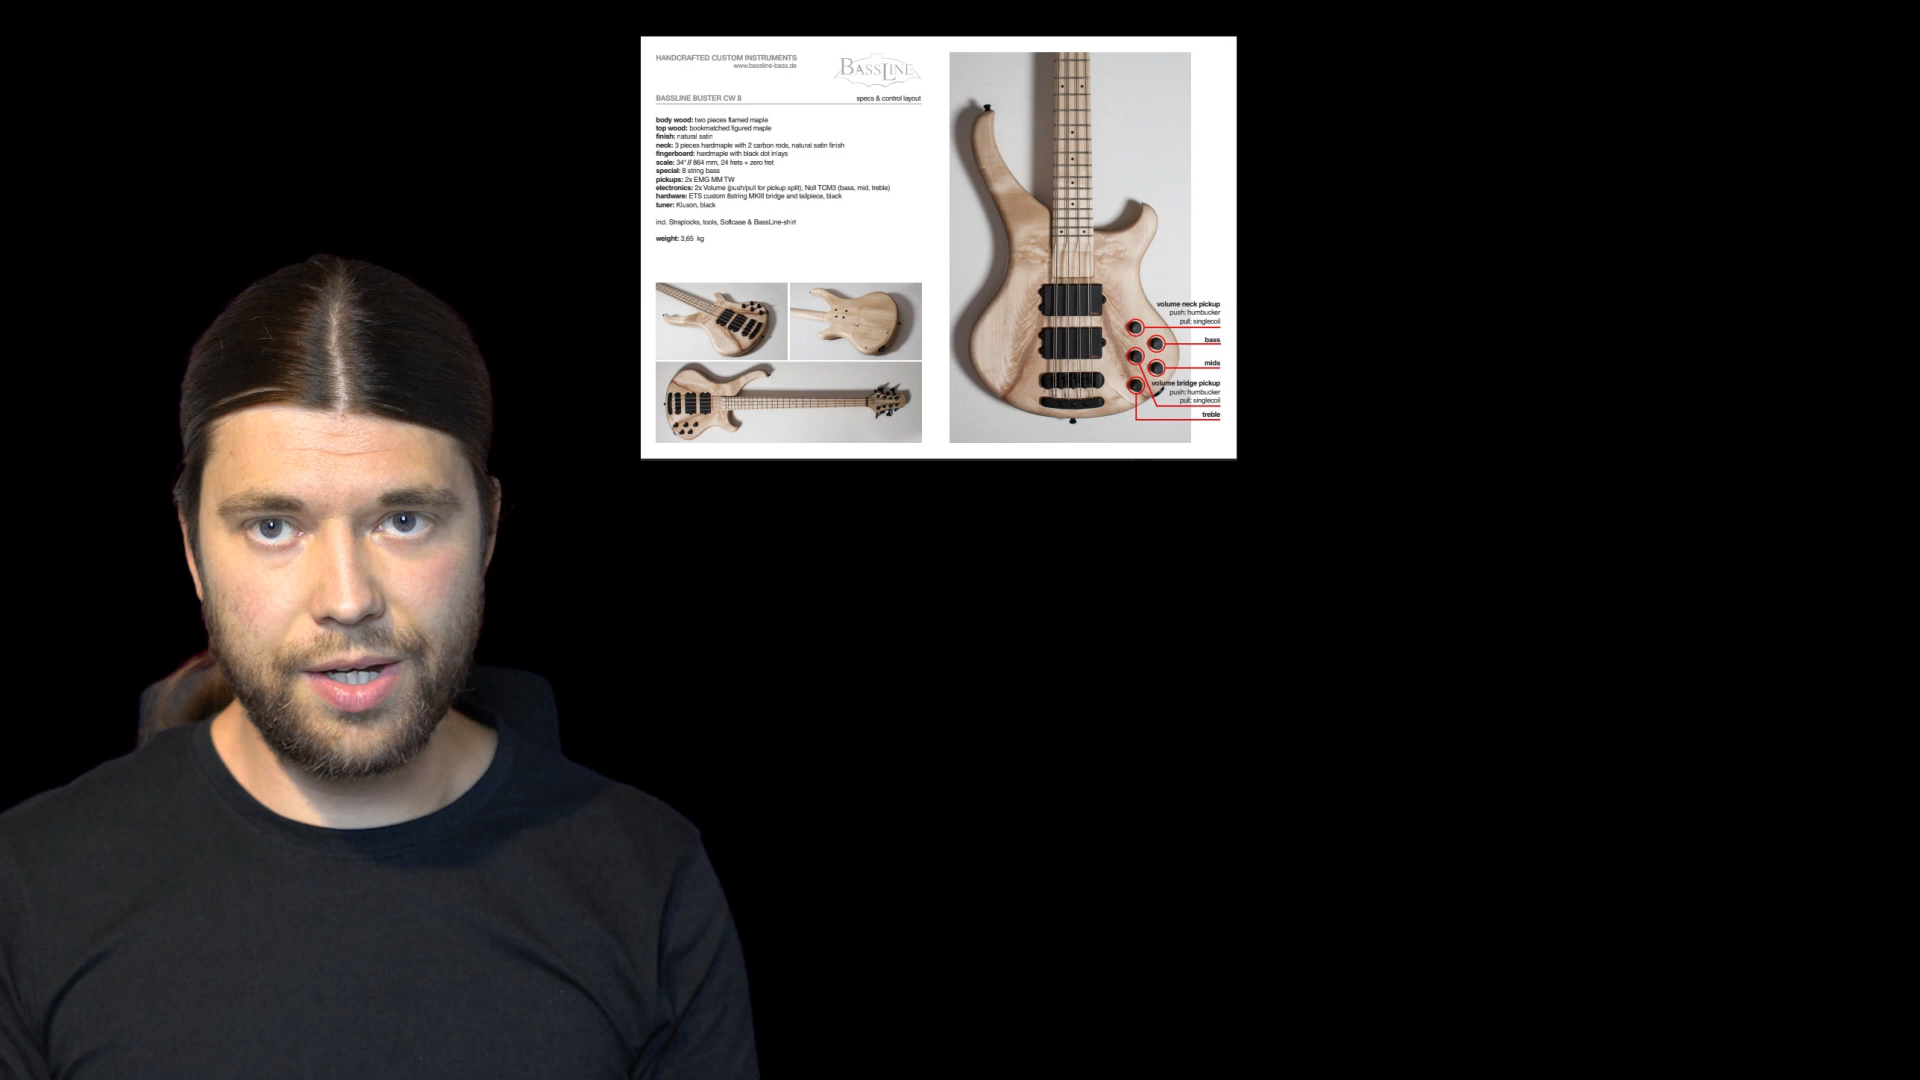 HANDCRAFTED CUSTOM INSTRUMENTS
www.bassline-bass.de
BASSLINE
BASSLINE BUSTER CW 8
specs & control layout
body wood: two pieces flamed maple
top wood: bookmatched figured maple
finish: natural satin
neck: 3 pieces hardmaple with 2 carbon rods, natural satin finish
fingerboard: hardmaple with black dot inlays
scale: 34" // 864 mm, 24 frets + zero fret
special: 8 string bass
pickups: 2x EMG MM TW
electronics: 2x Volume (push/pull for pickup split), Noll TCM3 (bass, mid, treble)
hardware: ETS custom 8string MKIII bridge and tailpiece, black
tuner: Kluson, black
incl. Straplocks, tools, Softcase & BassLine-shirt
weight: 3,65 kg
volume neck pickup
push: humbucker
pull: singlecoil
bass
mids
volume bridge pickup
push: humbucker
pull: singlecoil
treble